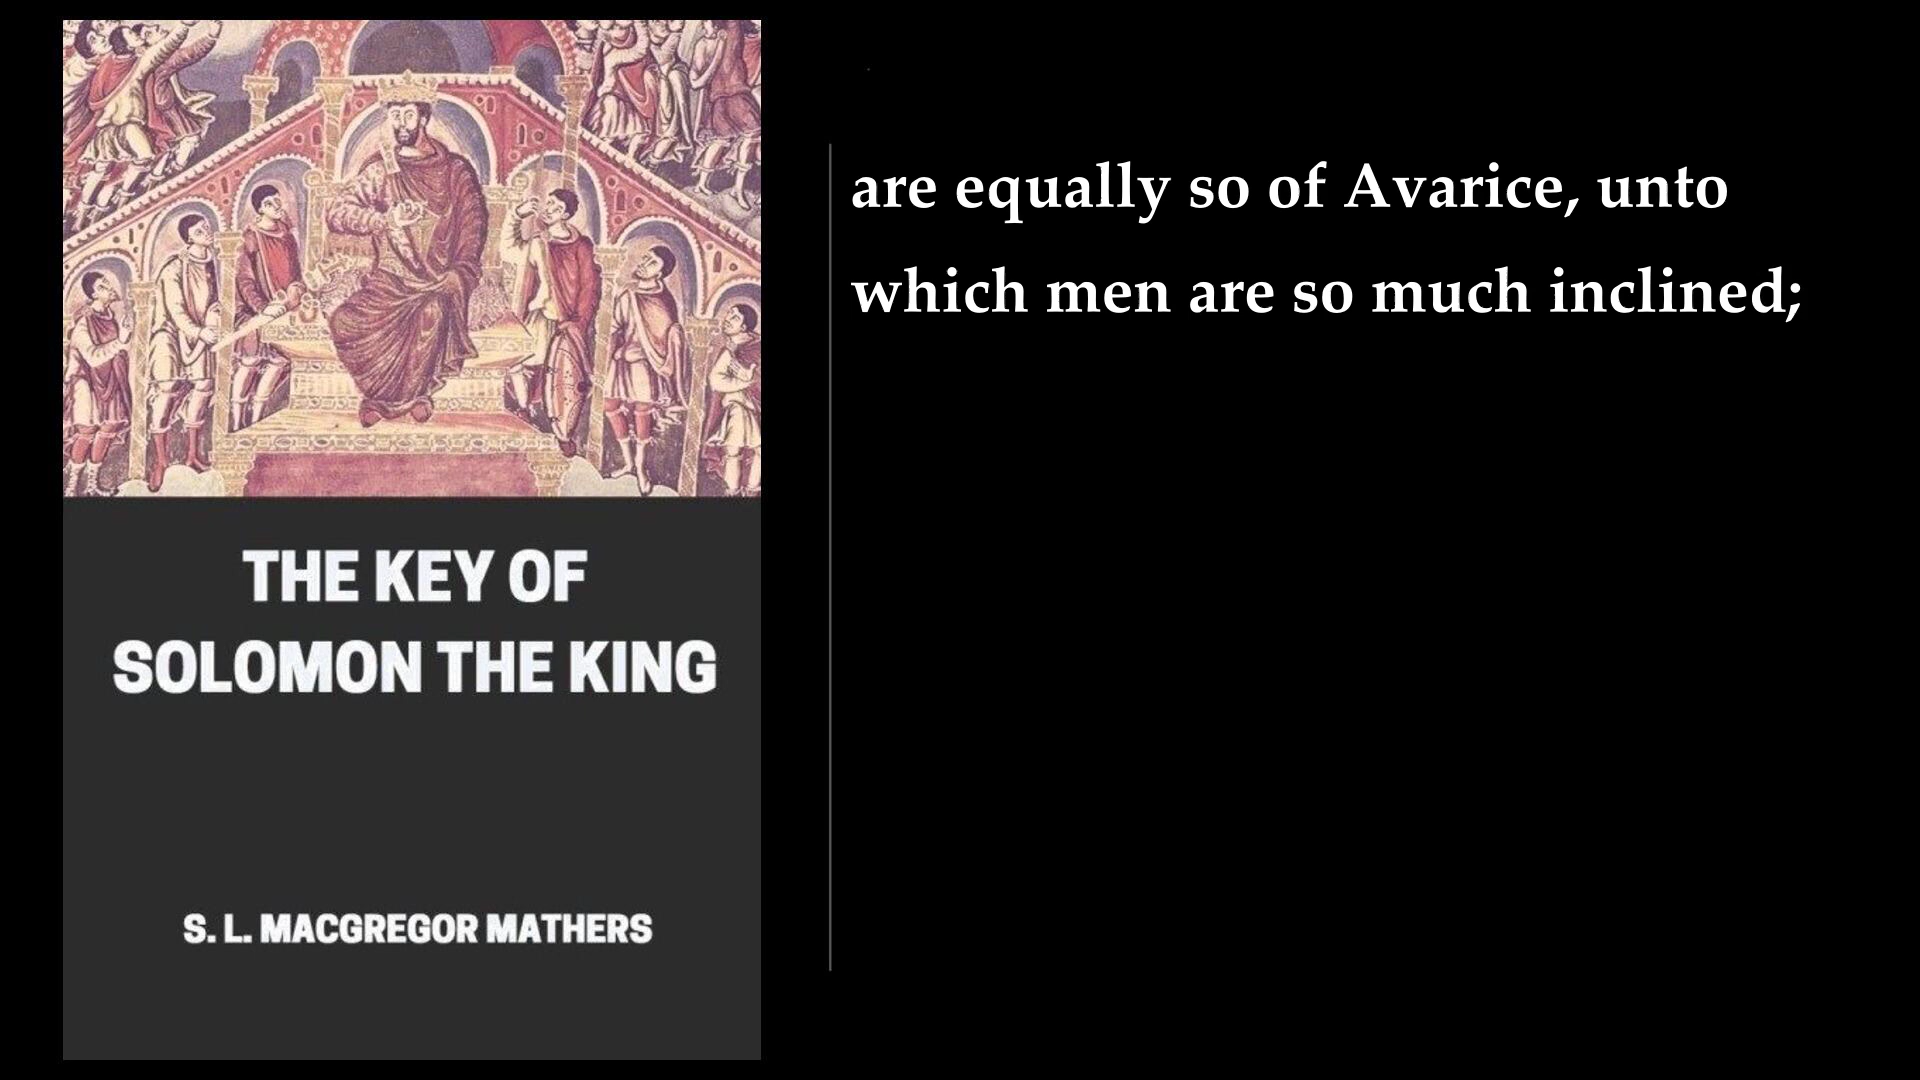 THE KEY OF
SOLOMON THE KING
S. L. MACGREGOR MATHERS
are equally so of Avarice, unto
which men are so much inclined;